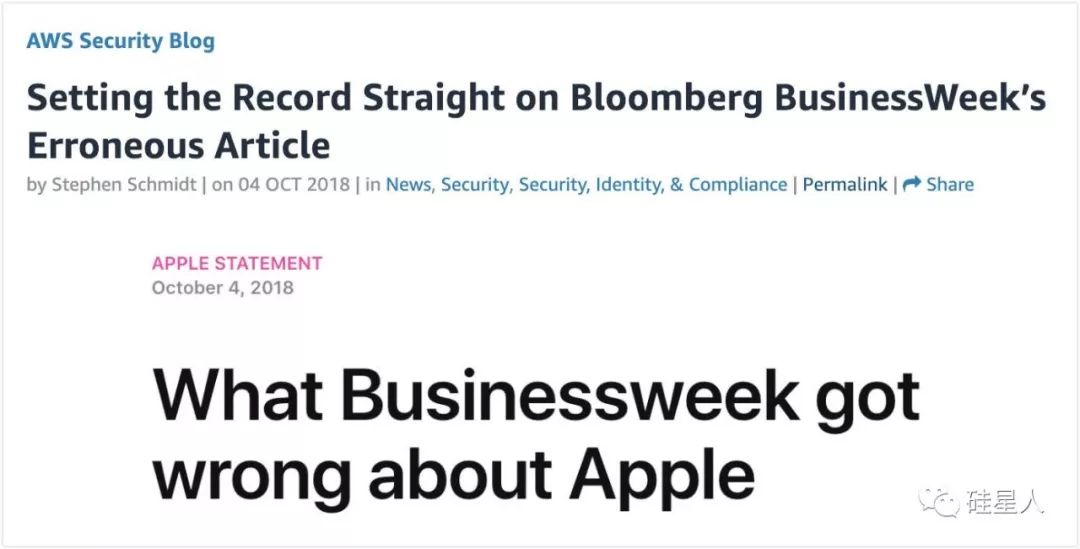 AWS Security Blog
Setting the Record Straight on Bloomberg BusinessWeek’s
Erroneous Article
by Stephen Schmidt | on 04 OCT 2018 | in News, Security, Security, Identity, & Compliance | Permalink | Share
APPLE STATEMENT
October 4, 2018
What Businessweek got
wrong about Apple
硅星人